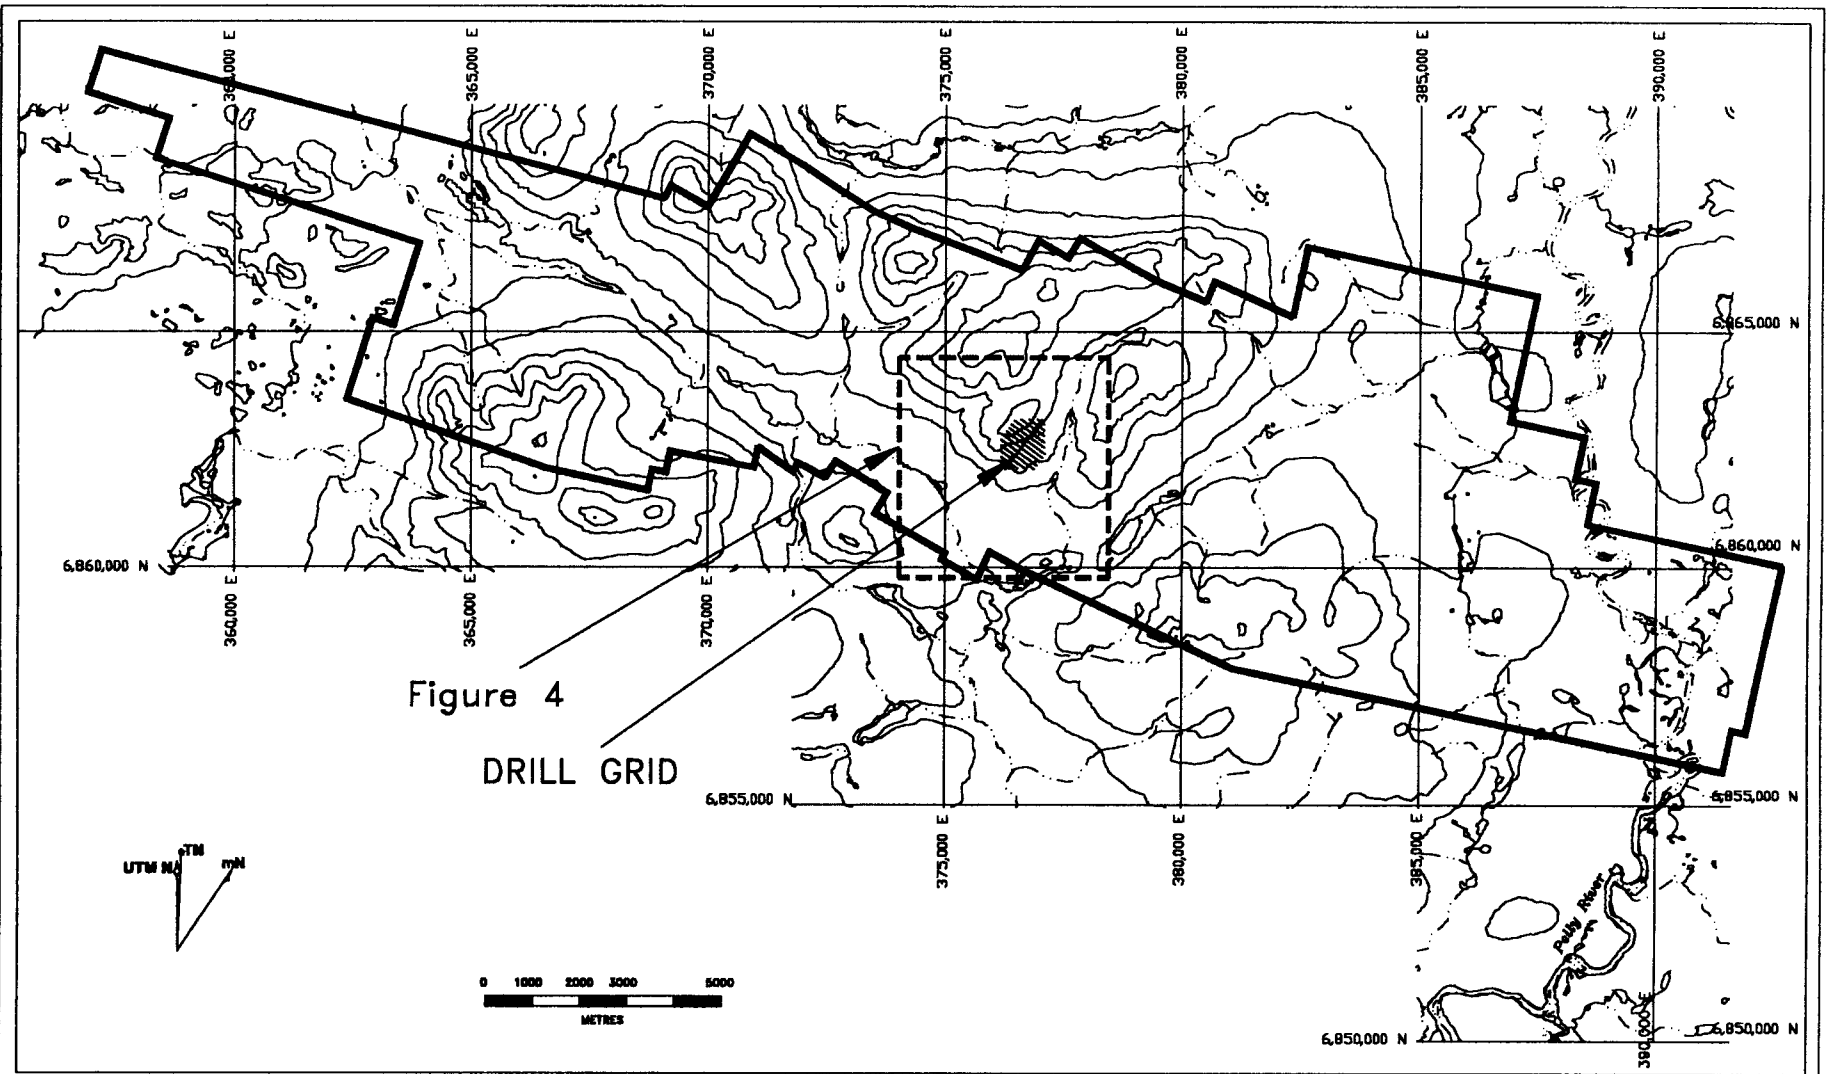 360,000 E
365,000 E
370,000 E
375,000 E
380,000 E
385,000 E
390,000 E
6,865,000 N
6,860,000 N
6,860,000 N
360,000 E
365,000 E
370,000 E
Figure 4
DRILL GRID
6,855,000 N
6,855,000 N
375,000 E
380,000 E
385,000 E
TN
UTM N
mN
Pelly River
0 1000 2000 3000 5000
METRES
390,000 E
6,850,000 N
6,850,000 N